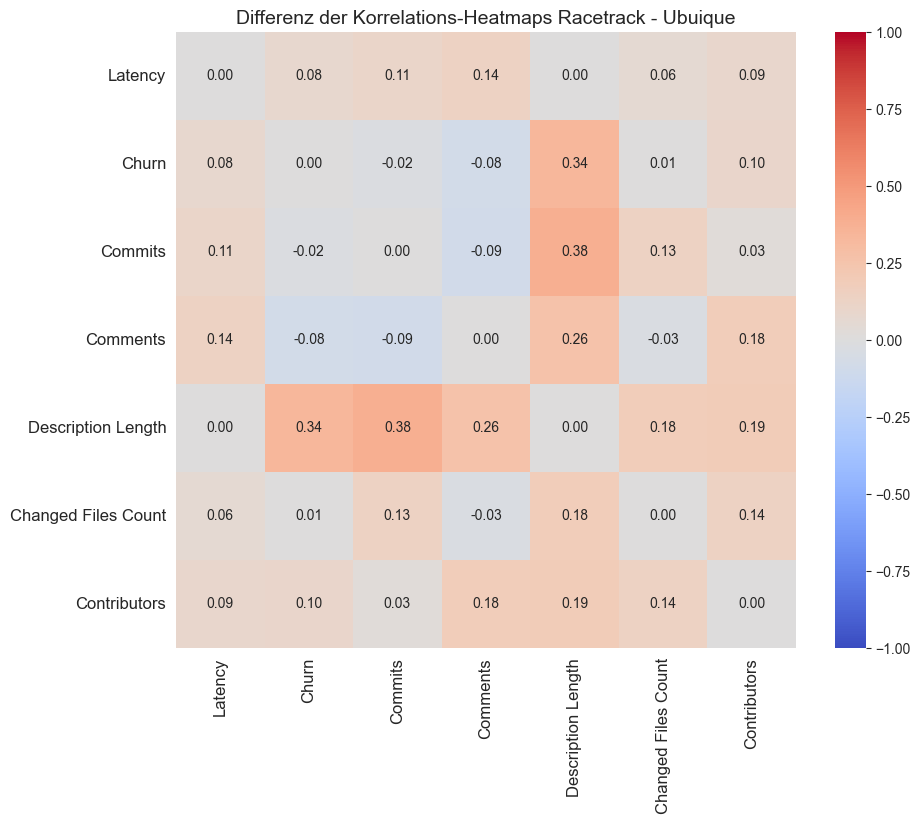 Differenz der Korrelations-Heatmaps Racetrack - Ubuique
Latency 0.00 0.08 0.11 0.14 0.00 0.06 0.09
Churn 0.08 0.00 -0.02 -0.08 0.34 0.01 0.10
Commits 0.11 -0.02 0.00 -0.09 0.38 0.13 0.03
Comments 0.14 -0.08 -0.09 0.00 0.26 -0.03 0.18
Description Length 0.00 0.34 0.38 0.26 0.00 0.18 0.19
Changed Files Count 0.06 0.01 0.13 -0.03 0.18 0.00 0.14
Contributors 0.09 0.10 0.03 0.18 0.19 0.14 0.00
Latency
Churn
Commits
Comments
Description Length
Changed Files Count
Contributors
1.00
0.75
0.50
0.25
0.00
−0.25
−0.50
−0.75
−1.00